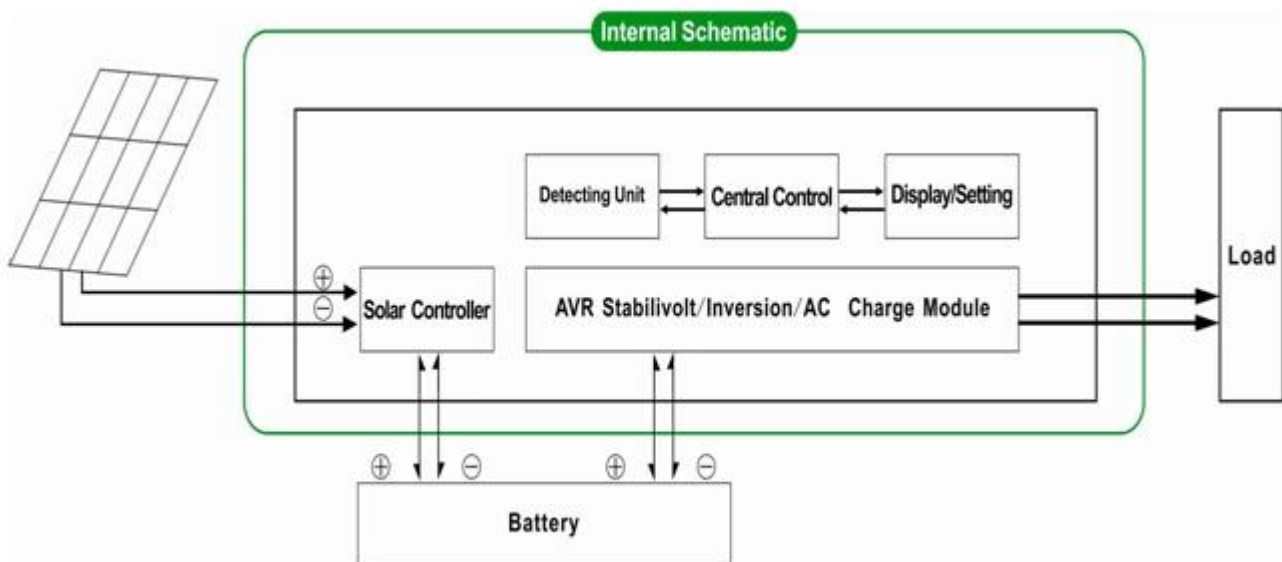 Internal Schematic
Detecting Unit
Central Control
Display/Setting
Load
⊕
⊖
Solar Controller
AVR Stabilivolt/Inversion/AC Charge Module
⊕ ⊖ ⊕ ⊖
Battery